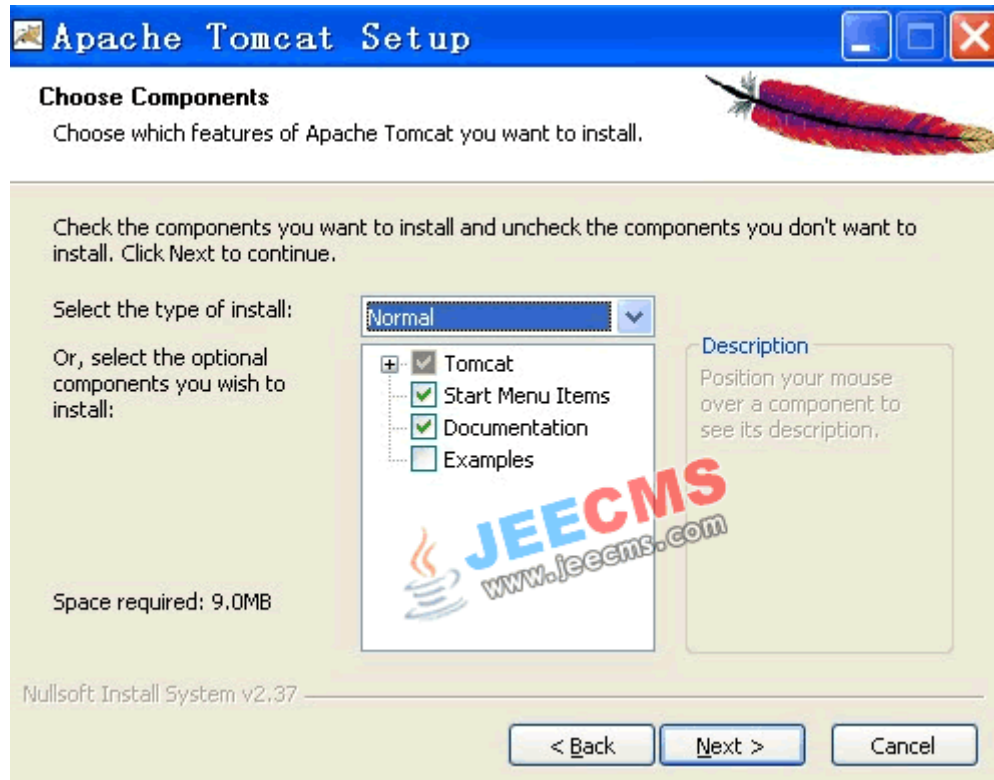 Apache Tomcat Setup
Choose Components
Choose which features of Apache Tomcat you want to install.
Check the components you want to install and uncheck the components you don't want to
install. Click Next to continue.
Select the type of install:
Normal
Or, select the optional
components you wish to
install:
Tomcat
Start Menu Items
Documentation
Examples
Description
Position your mouse
over a component to
see its description.
JEECMS
www.jeecms.com
Space required: 9.0MB
Nullsoft Install System v2.37
< Back
Next >
Cancel